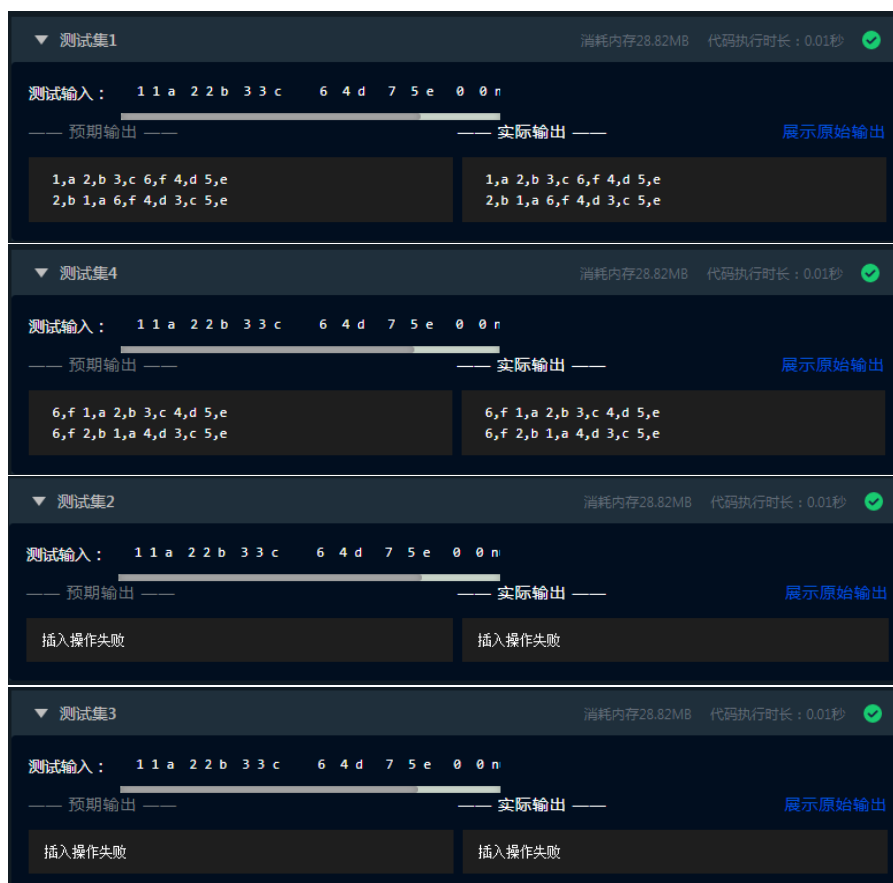 测试集1 消耗内存28.82MB 代码执行时长：0.01秒
测试输入： 1 1 a 2 2 b 3 3 c 6 4 d 7 5 e 0 0 n
—— 预期输出 —— —— 实际输出 —— 展示原始输出
1,a 2,b 3,c 6,f 4,d 5,e 1,a 2,b 3,c 6,f 4,d 5,e
2,b 1,a 6,f 4,d 3,c 5,e 2,b 1,a 6,f 4,d 3,c 5,e
测试集4 消耗内存28.82MB 代码执行时长：0.01秒
测试输入： 1 1 a 2 2 b 3 3 c 6 4 d 7 5 e 0 0 n
—— 预期输出 —— —— 实际输出 —— 展示原始输出
6,f 1,a 2,b 3,c 4,d 5,e 6,f 1,a 2,b 3,c 4,d 5,e
6,f 2,b 1,a 4,d 3,c 5,e 6,f 2,b 1,a 4,d 3,c 5,e
测试集2 消耗内存28.82MB 代码执行时长：0.01秒
测试输入： 1 1 a 2 2 b 3 3 c 6 4 d 7 5 e 0 0 n
—— 预期输出 —— —— 实际输出 —— 展示原始输出
插入操作失败 插入操作失败
测试集3 消耗内存28.82MB 代码执行时长：0.01秒
测试输入： 1 1 a 2 2 b 3 3 c 6 4 d 7 5 e 0 0 n
—— 预期输出 —— —— 实际输出 —— 展示原始输出
插入操作失败 插入操作失败